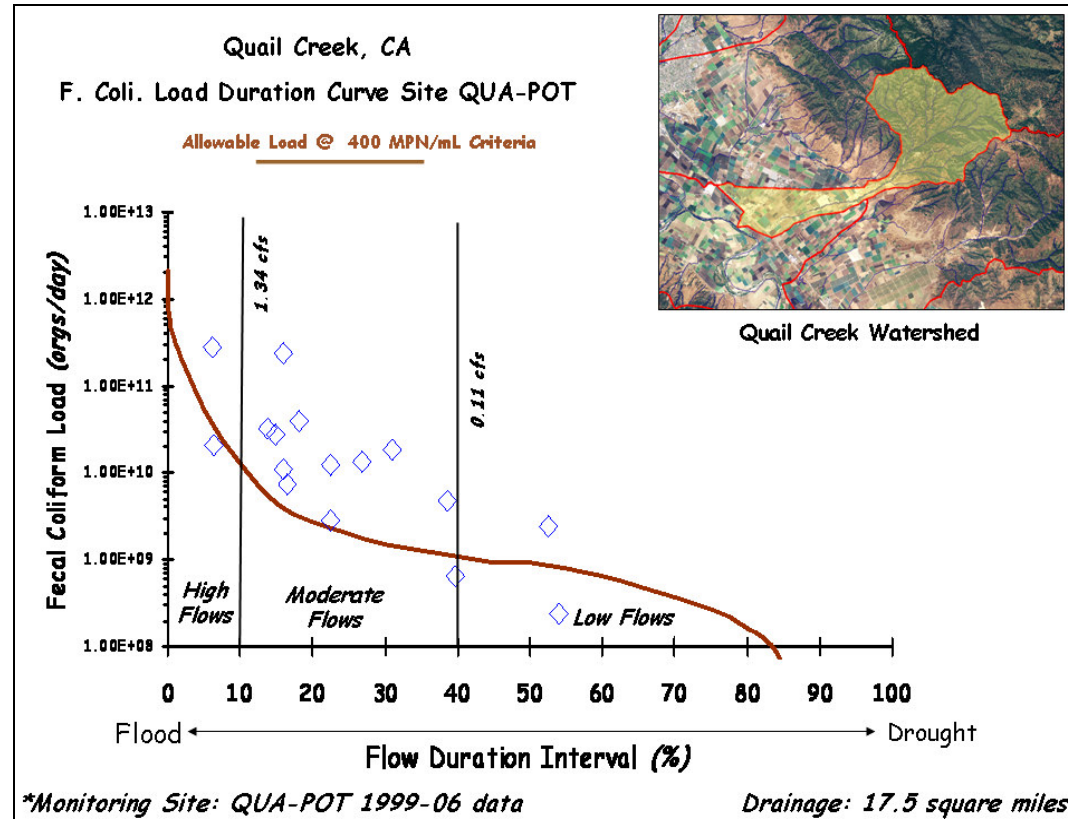 Quail Creek, CA
F. Coli. Load Duration Curve Site QUA-POT
Allowable Load @ 400 MPN/mL Criteria
Quail Creek Watershed
Fecal Coliform Load (orgs/day)
1.00E+13
1.00E+12
1.00E+11
1.00E+10
1.00E+09
1.00E+08
1.34 cfs
0.11 cfs
High
Flows
Moderate
Flows
Low Flows
0 10 20 30 40 50 60 70 80 90 100
Flood Drought
Flow Duration Interval (%)
*Monitoring Site: QUA-POT 1999-06 data Drainage: 17.5 square miles